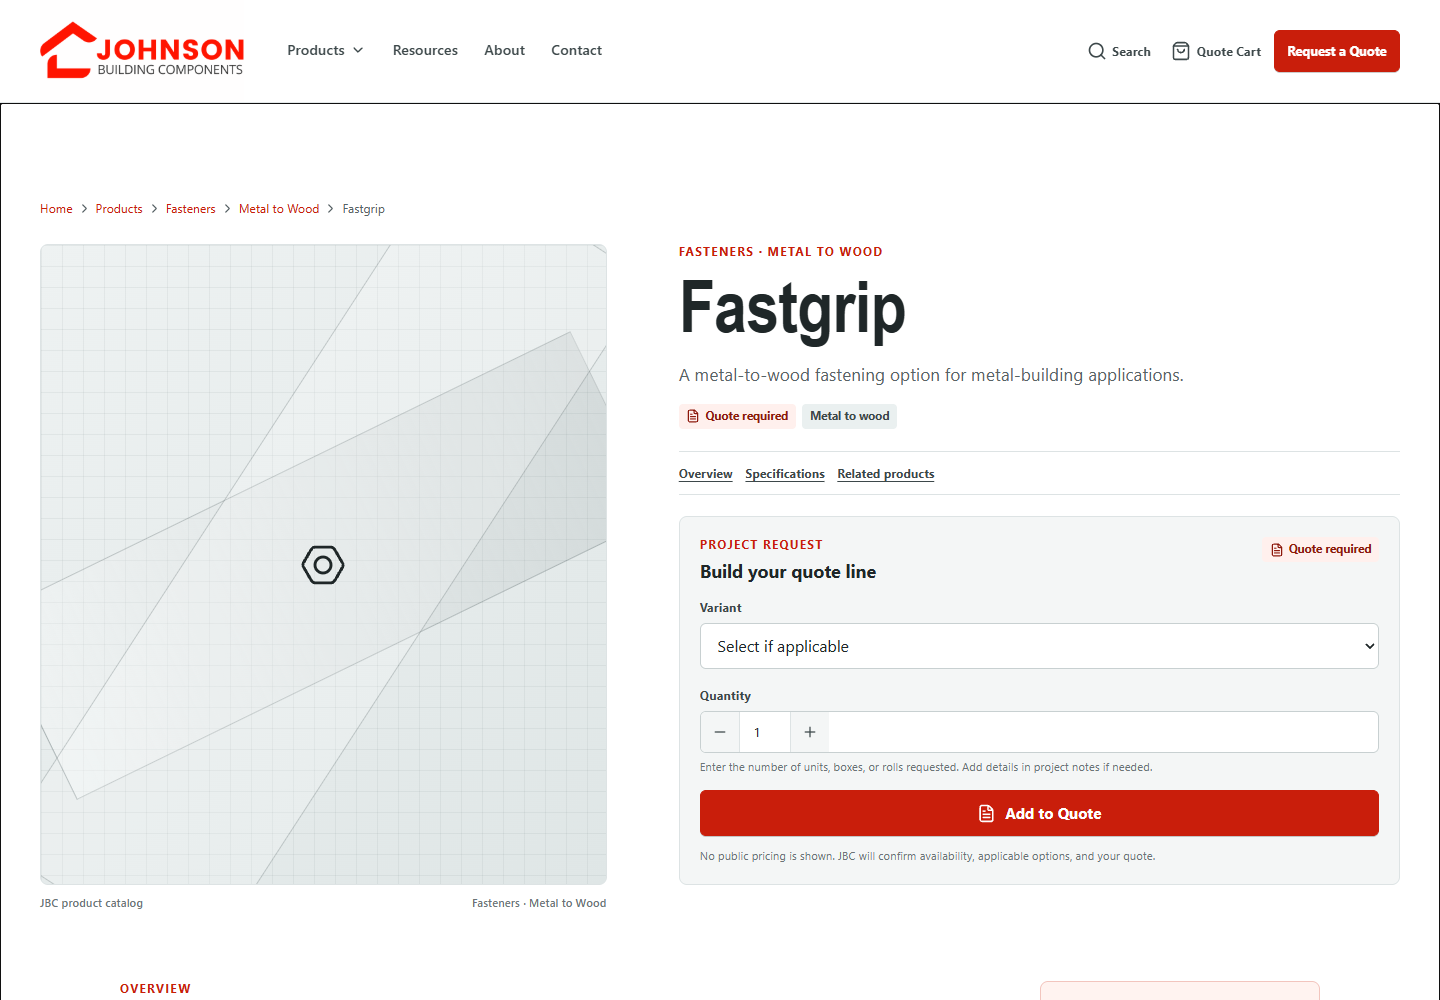 JOHNSON
BUILDING COMPONENTS
Products
Resources
About
Contact
Search
Quote Cart
Request a Quote
Home > Products > Fasteners > Metal to Wood > Fastgrip
FASTENERS · METAL TO WOOD
Fastgrip
A metal-to-wood fastening option for metal-building applications.
Quote required
Metal to wood
Overview
Specifications
Related products
PROJECT REQUEST
Quote required
Build your quote line
Variant
Select if applicable
Quantity
− 1 +
Enter the number of units, boxes, or rolls requested. Add details in project notes if needed.
Add to Quote
No public pricing is shown. JBC will confirm availability, applicable options, and your quote.
JBC product catalog
Fasteners · Metal to Wood
OVERVIEW